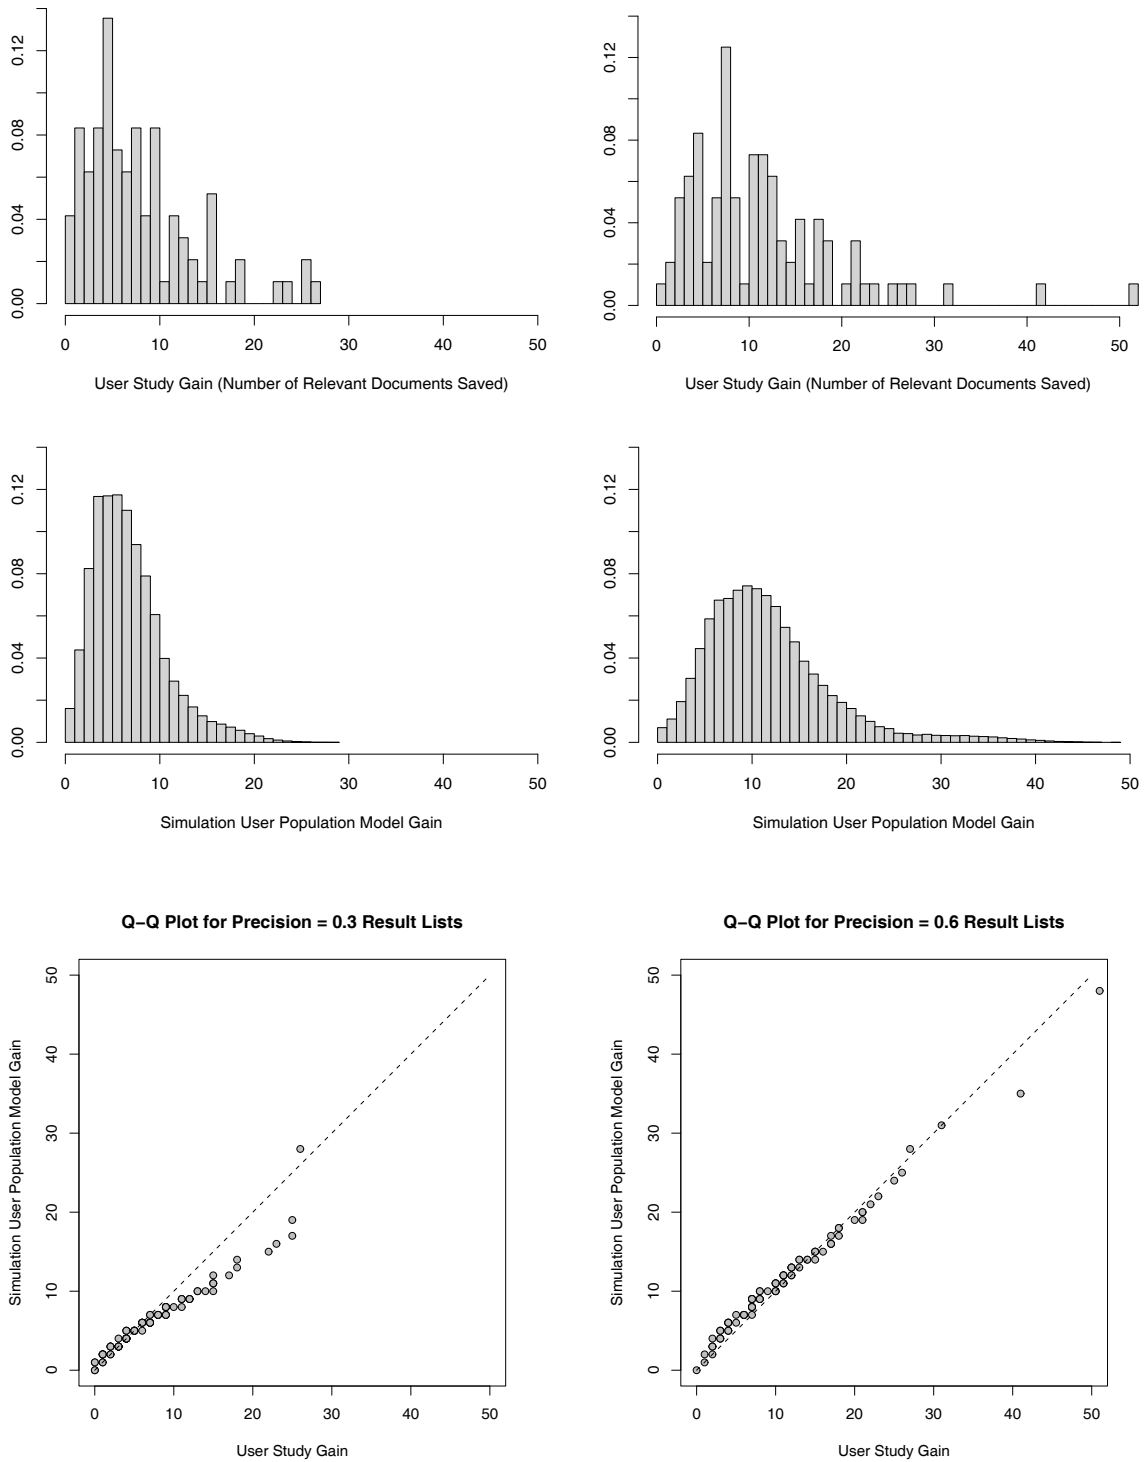 0.00 0.04 0.08 0.12
0 10 20 30 40 50
User Study Gain (Number of Relevant Documents Saved)
0.00 0.04 0.08 0.12
0 10 20 30 40 50
User Study Gain (Number of Relevant Documents Saved)
0.00 0.04 0.08 0.12
0 10 20 30 40 50
Simulation User Population Model Gain
0.00 0.04 0.08 0.12
0 10 20 30 40 50
Simulation User Population Model Gain
Q−Q Plot for Precision = 0.3 Result Lists
Simulation User Population Model Gain
0 10 20 30 40 50
0 10 20 30 40 50
User Study Gain
Q−Q Plot for Precision = 0.6 Result Lists
Simulation User Population Model Gain
0 10 20 30 40 50
0 10 20 30 40 50
User Study Gain